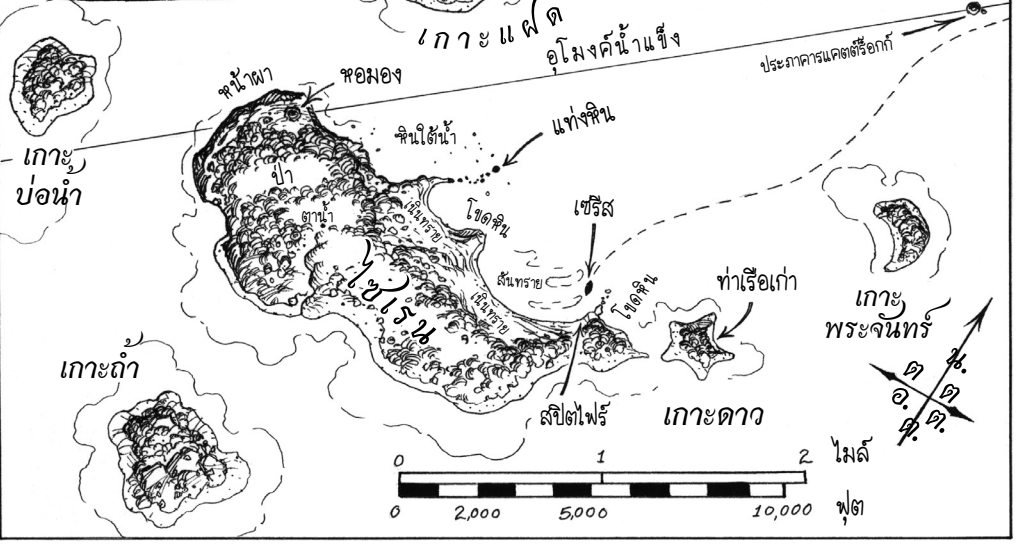 เกาะแฝด
อุโมงค์น้ำแข็ง
ประภาคารแคตต์ร็อกก์
หน้าผา
หอมอง
หินใต้น้ำ
แท่งหิน
เกาะ
บ่อน้ำ
ป่า
ตาน้ำ
เนินทราย
โขดหิน
เซรีส
สันทราย
ไซเรน
เนินทราย
โขดหิน
ท่าเรือเก่า
เกาะ
พระจันทร์
เกาะถ้ำ
สปิตไฟร์
เกาะดาว
ต น.
อ. ต
ต. ต.
0 1 2 ไมล์
0 2,000 5,000 10,000 ฟุต